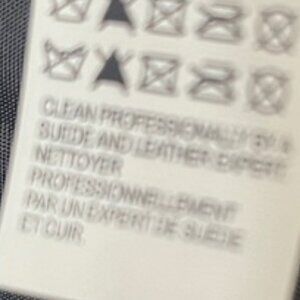 CLEAN PROFESSIONALLY BY A
SUEDE AND LEATHER EXPERT
NETTOYER
PROFESSIONNELLEMENT
PAR UN EXPERT DE SUEDE
ET CUIR.